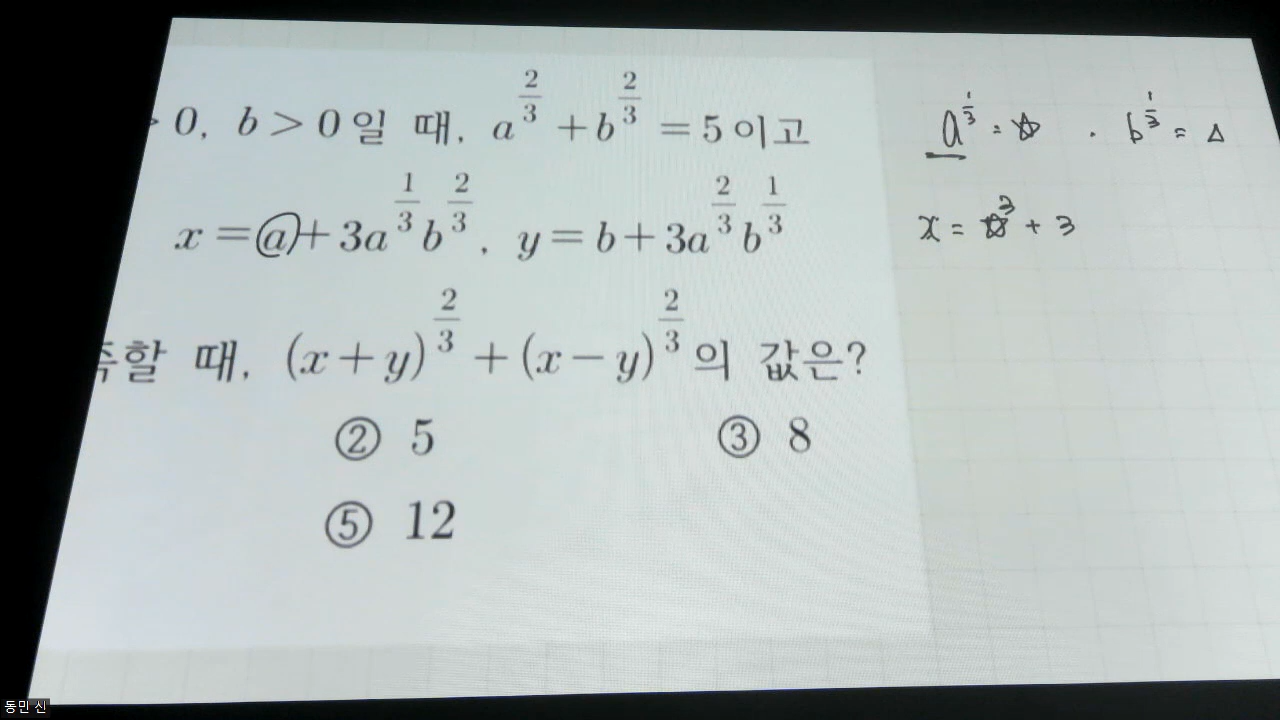 > 0, b > 0 일 때, a^{2/3} + b^{2/3} = 5 이고
x = a + 3a^{1/3}b^{2/3}, y = b + 3a^{2/3}b^{1/3}
족할 때, (x + y)^{2/3} + (x - y)^{2/3} 의 값은?
② 5 ③ 8
⑤ 12
a^{1/3} = ☆ . b^{1/3} = △
x = ☆^3 + 3
동민 신